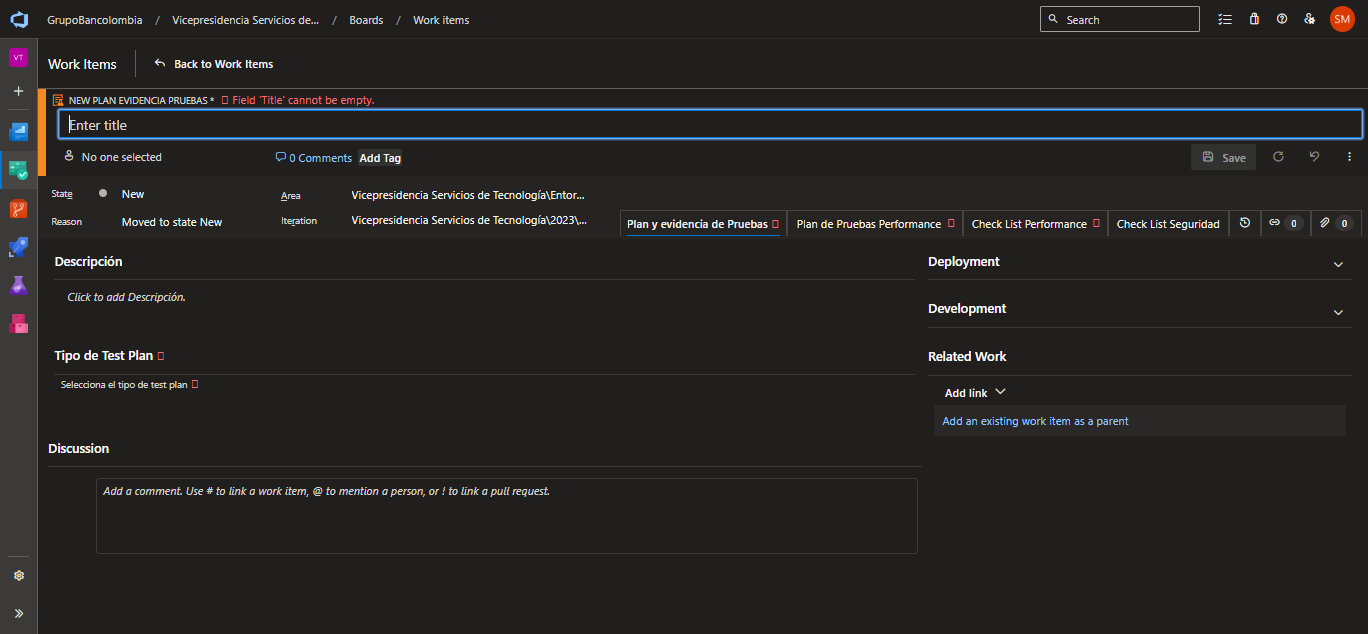 GrupoBancolombia / Vicepresidencia Servicios de... / Boards / Work items
Search
SM
VT
Work Items
Back to Work Items
NEW PLAN EVIDENCIA PRUEBAS * Field 'Title' cannot be empty.
Enter title
No one selected
0 Comments
Add Tag
Save
State
New
Area
Vicepresidencia Servicios de Tecnología\Entor...
Reason
Moved to state New
Iteration
Vicepresidencia Servicios de Tecnología\2023\...
Plan y evidencia de Pruebas
Plan de Pruebas Performance
Check List Performance
Check List Seguridad
0
0
Descripción
Click to add Descripción.
Tipo de Test Plan
Selecciona el tipo de test plan
Discussion
Add a comment. Use # to link a work item, @ to mention a person, or ! to link a pull request.
Deployment
Development
Related Work
Add link
Add an existing work item as a parent